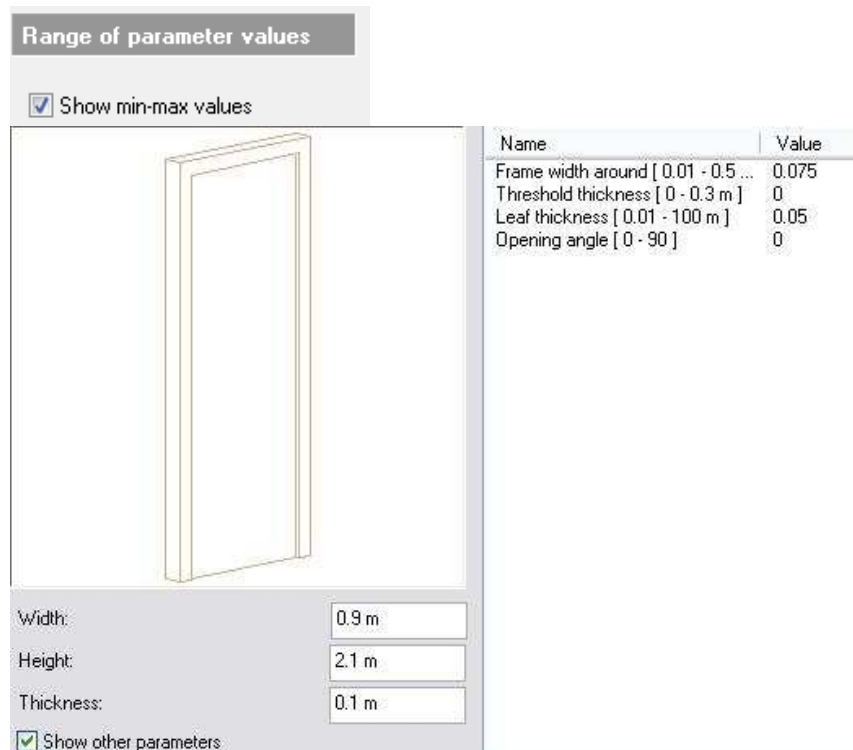 Range of parameter values
Show min-max values
Name Value
Frame width around [ 0.01 - 0.5 ... 0.075
Threshold thickness [ 0 - 0.3 m ] 0
Leaf thickness [ 0.01 - 100 m ] 0.05
Opening angle [ 0 - 90 ] 0
Width: 0.9 m
Height: 2.1 m
Thickness: 0.1 m
Show other parameters